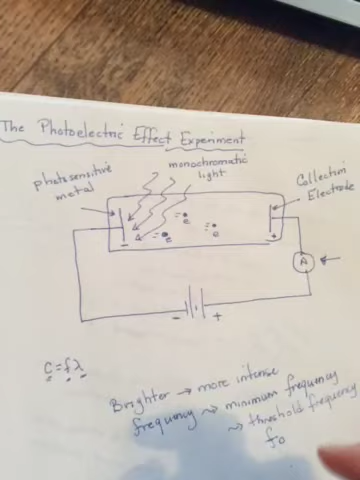 The Photoelectric Effect Experiment
monochromatic
light
photosensitive
metal
Collection
Electrode
e
e
e
A
- +
- +
c = fλ
Brighter → more intense
frequency → minimum frequency
→ threshold frequency
f₀